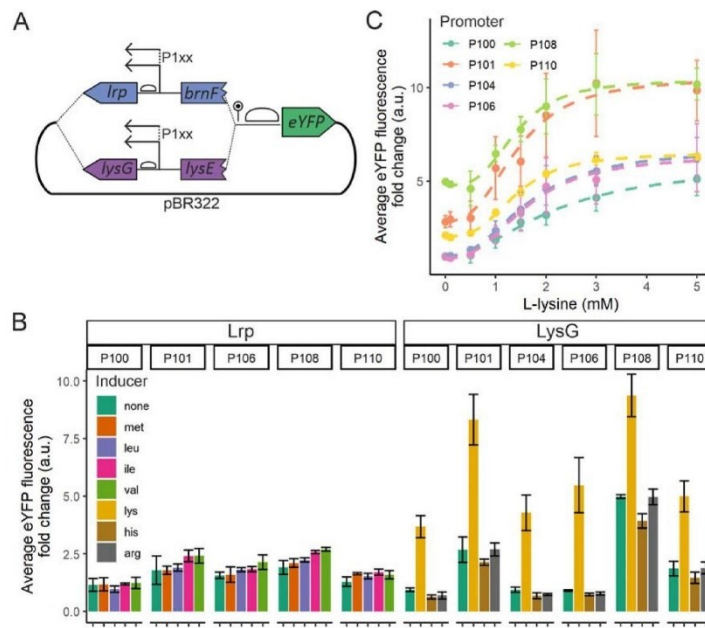 A
P1xx
lrp
brnF
P1xx
eYFP
lysG
lysE
pBR322
C
Promoter
P100
P108
P101
P110
P104
P106
Average eYFP fluorescence
fold change (a.u.)
10
5
0
1
2
3
4
5
L-lysine (mM)
B
Lrp
LysG
P100
P101
P106
P108
P110
P100
P101
P104
P106
P108
P110
Average eYFP fluorescence
fold change (a.u.)
10.0
7.5
5.0
2.5
0.0
Inducer
none
met
leu
ile
val
lys
his
arg